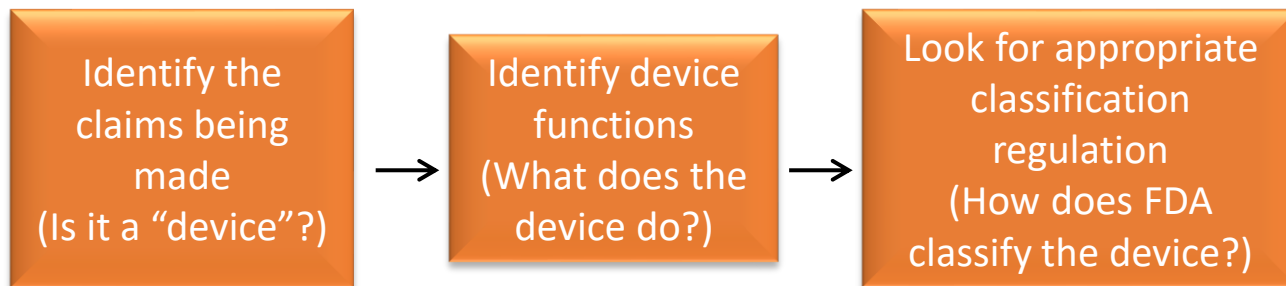 Identify the
claims being
made
(Is it a “device”?)
Identify device
functions
(What does the
device do?)
Look for appropriate
classification
regulation
(How does FDA
classify the device?)